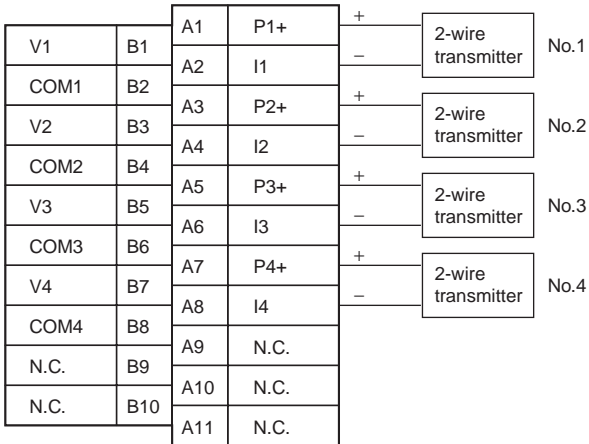 A1 P1+ +
V1 B1 2-wire
transmitter No.1
A2 I1 −
COM1 B2
A3 P2+ +
V2 B3 2-wire
transmitter No.2
A4 I2 −
COM2 B4
A5 P3+ +
V3 B5 2-wire
transmitter No.3
A6 I3 −
COM3 B6
A7 P4+ +
V4 B7 2-wire
transmitter No.4
A8 I4 −
COM4 B8
A9 N.C.
N.C. B9
A10 N.C.
N.C. B10
A11 N.C.